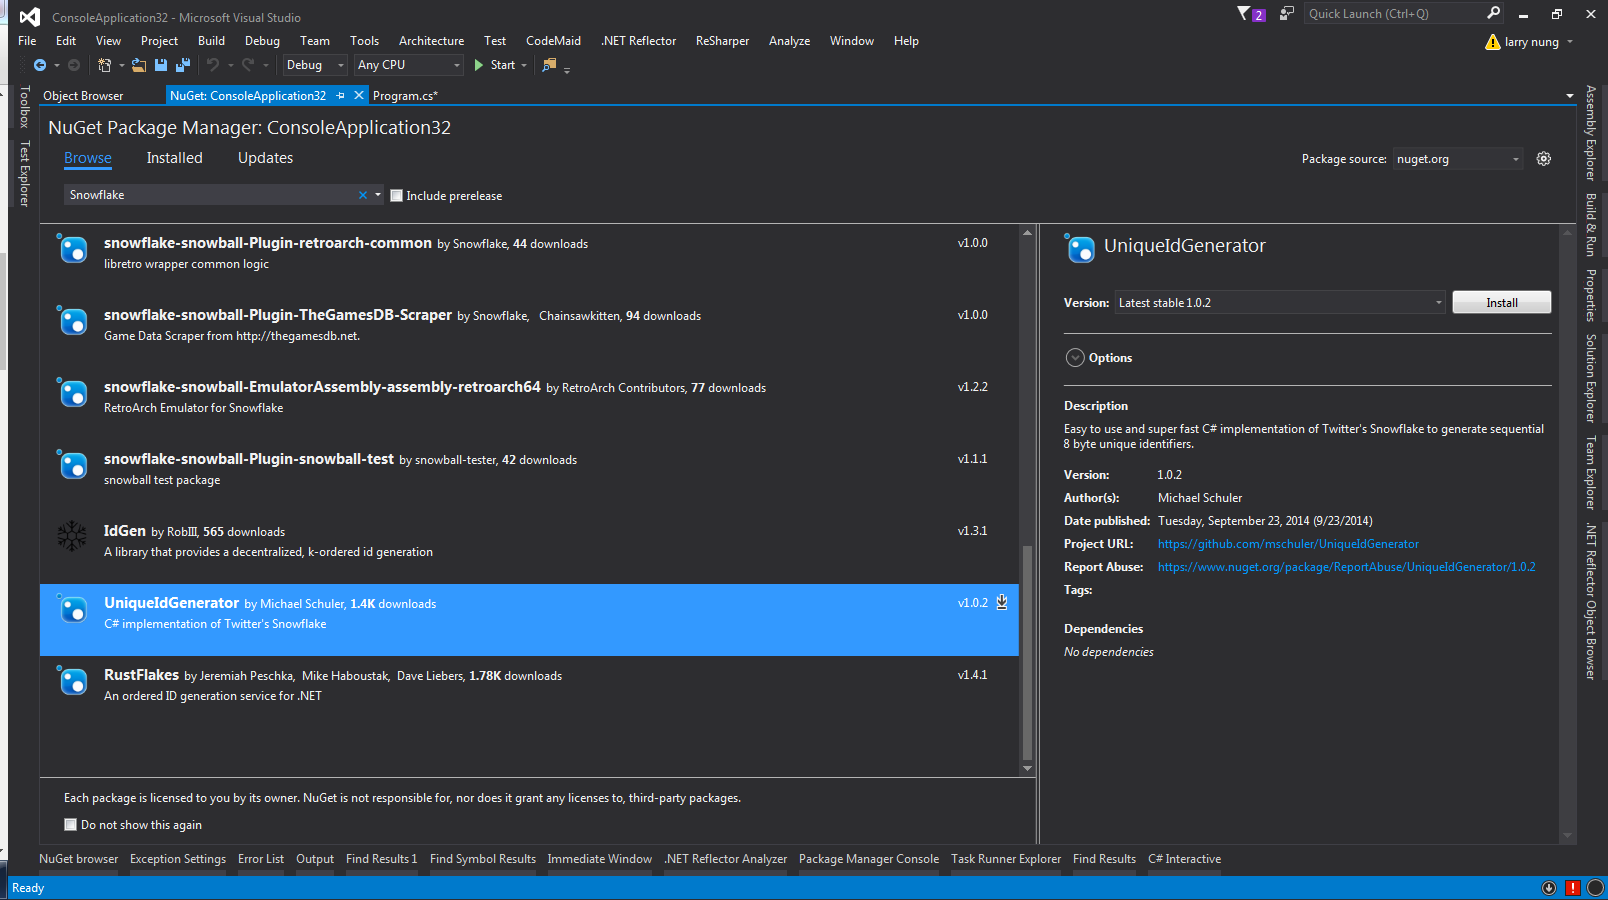 ConsoleApplication32 - Microsoft Visual Studio
2
Quick Launch (Ctrl+Q)
File Edit View Project Build Debug Team Tools Architecture Test CodeMaid .NET Reflector ReSharper Analyze Window Help
larry nung
Debug Any CPU Start
Toolbox
Test Explorer
Object Browser NuGet: ConsoleApplication32 Program.cs*
NuGet Package Manager: ConsoleApplication32
Browse Installed Updates
Package source: nuget.org
Snowflake
Include prerelease
snowflake-snowball-Plugin-retroarch-common by Snowflake, 44 downloads v1.0.0
libretro wrapper common logic
snowflake-snowball-Plugin-TheGamesDB-Scraper by Snowflake, Chainsawkitten, 94 downloads v1.0.0
Game Data Scraper from http://thegamesdb.net.
snowflake-snowball-EmulatorAssembly-assembly-retroarch64 by RetroArch Contributors, 77 downloads v1.2.2
RetroArch Emulator for Snowflake
snowflake-snowball-Plugin-snowball-test by snowball-tester, 42 downloads v1.1.1
snowball test package
IdGen by RobIII, 565 downloads v1.3.1
A library that provides a decentralized, k-ordered id generation
UniqueIdGenerator by Michael Schuler, 1.4K downloads v1.0.2
C# implementation of Twitter's Snowflake
RustFlakes by Jeremiah Peschka, Mike Haboustak, Dave Liebers, 1.78K downloads v1.4.1
An ordered ID generation service for .NET
Each package is licensed to you by its owner. NuGet is not responsible for, nor does it grant any licenses to, third-party packages.
Do not show this again
UniqueIdGenerator
Version: Latest stable 1.0.2 Install
Options
Description
Easy to use and super fast C# implementation of Twitter's Snowflake to generate sequential
8 byte unique identifiers.
Version: 1.0.2
Author(s): Michael Schuler
Date published: Tuesday, September 23, 2014 (9/23/2014)
Project URL: https://github.com/mschuler/UniqueIdGenerator
Report Abuse: https://www.nuget.org/package/ReportAbuse/UniqueIdGenerator/1.0.2
Tags:
Dependencies
No dependencies
Assembly Explorer
Build & Run
Properties
Solution Explorer
Team Explorer
.NET Reflector Object Browser
NuGet browser Exception Settings Error List Output Find Results 1 Find Symbol Results Immediate Window .NET Reflector Analyzer Package Manager Console Task Runner Explorer Find Results C# Interactive
Ready